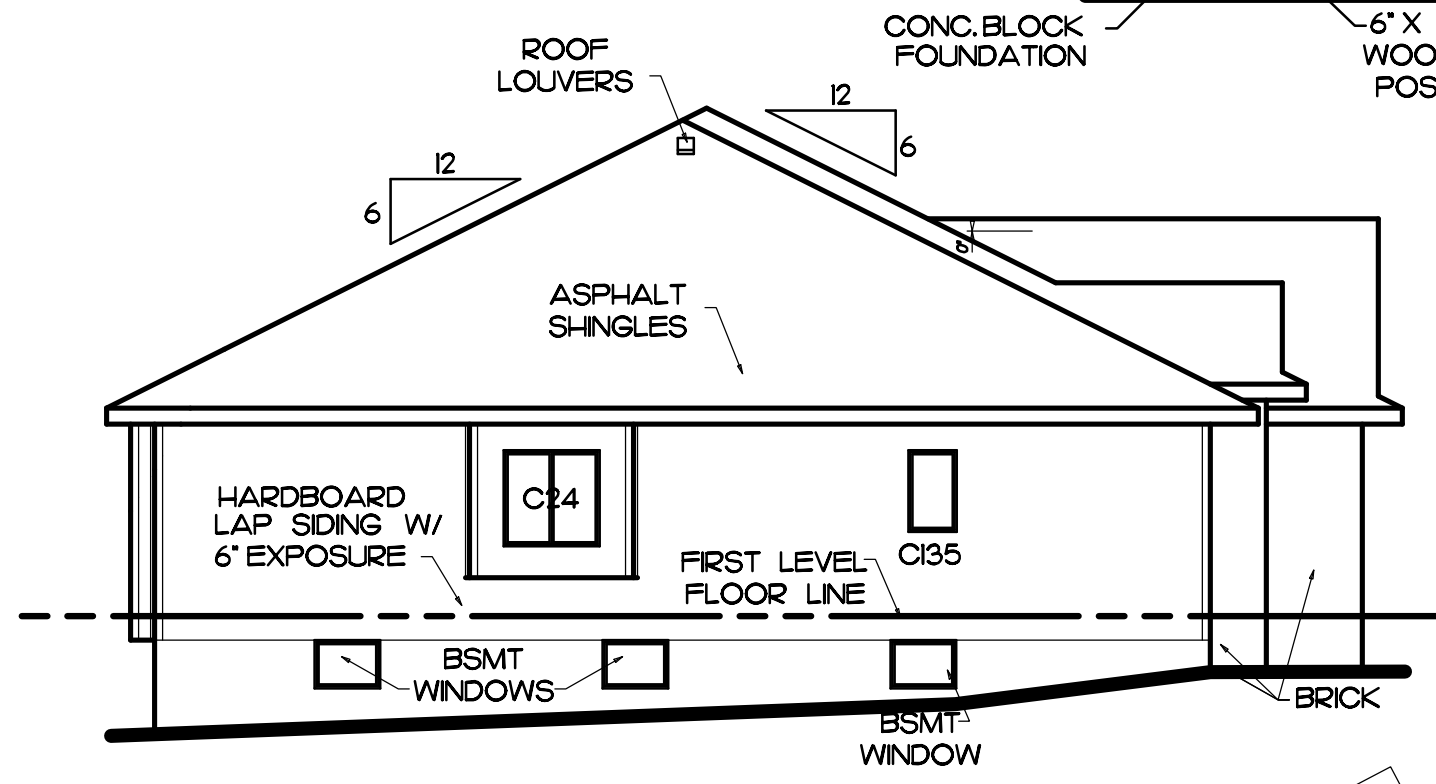 CONC. BLOCK
FOUNDATION
6" X
WOO
POS
ROOF
LOUVERS
12
6
12
6
6"
ASPHALT
SHINGLES
C24
HARDBOARD
LAP SIDING W/
6" EXPOSURE
C135
FIRST LEVEL
FLOOR LINE
BSMT
WINDOWS
BRICK
BSMT
WINDOW